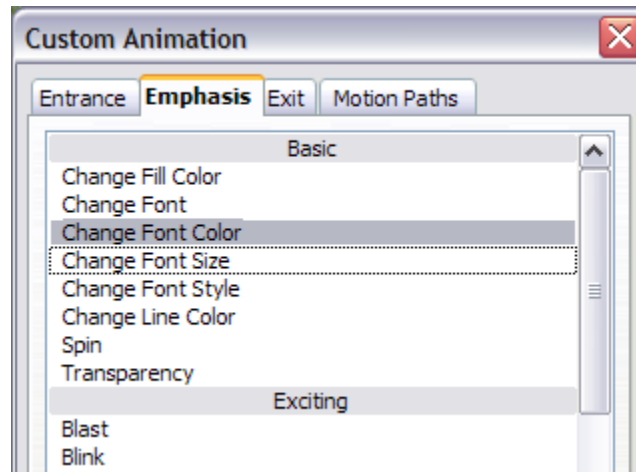 Custom Animation
Entrance Emphasis Exit Motion Paths
Basic
Change Fill Color
Change Font
Change Font Color
Change Font Size
Change Font Style
Change Line Color
Spin
Transparency
Exciting
Blast
Blink